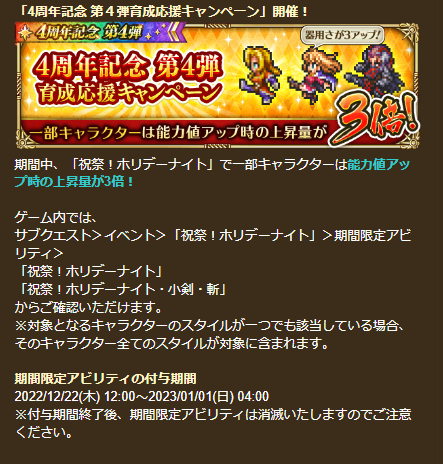 「4周年記念 第４弾育成応援キャンペーン」開催！
4周年記念 第4弾
器用さが3アップ!
4周年記念 第4弾
育成応援キャンペーン
一部キャラクターは能力値アップ時の上昇量が3倍!
期間中、「祝祭！ホリデーナイト」で一部キャラクターは能力値アッ
プ時の上昇量が3倍！
ゲーム内では、
サブクエスト＞イベント＞「祝祭！ホリデーナイト」＞期間限定アビ
リティ＞
「祝祭！ホリデーナイト」
「祝祭！ホリデーナイト・小剣・斬」
からご確認いただけます。
※対象となるキャラクターのスタイルが一つでも該当している場合、
そのキャラクター全てのスタイルが対象に含まれます。
期間限定アビリティの付与期間
2022/12/22(木) 12:00～2023/01/01(日) 04:00
※付与期間終了後、期間限定アビリティは消滅いたしますのでご注意
ください。